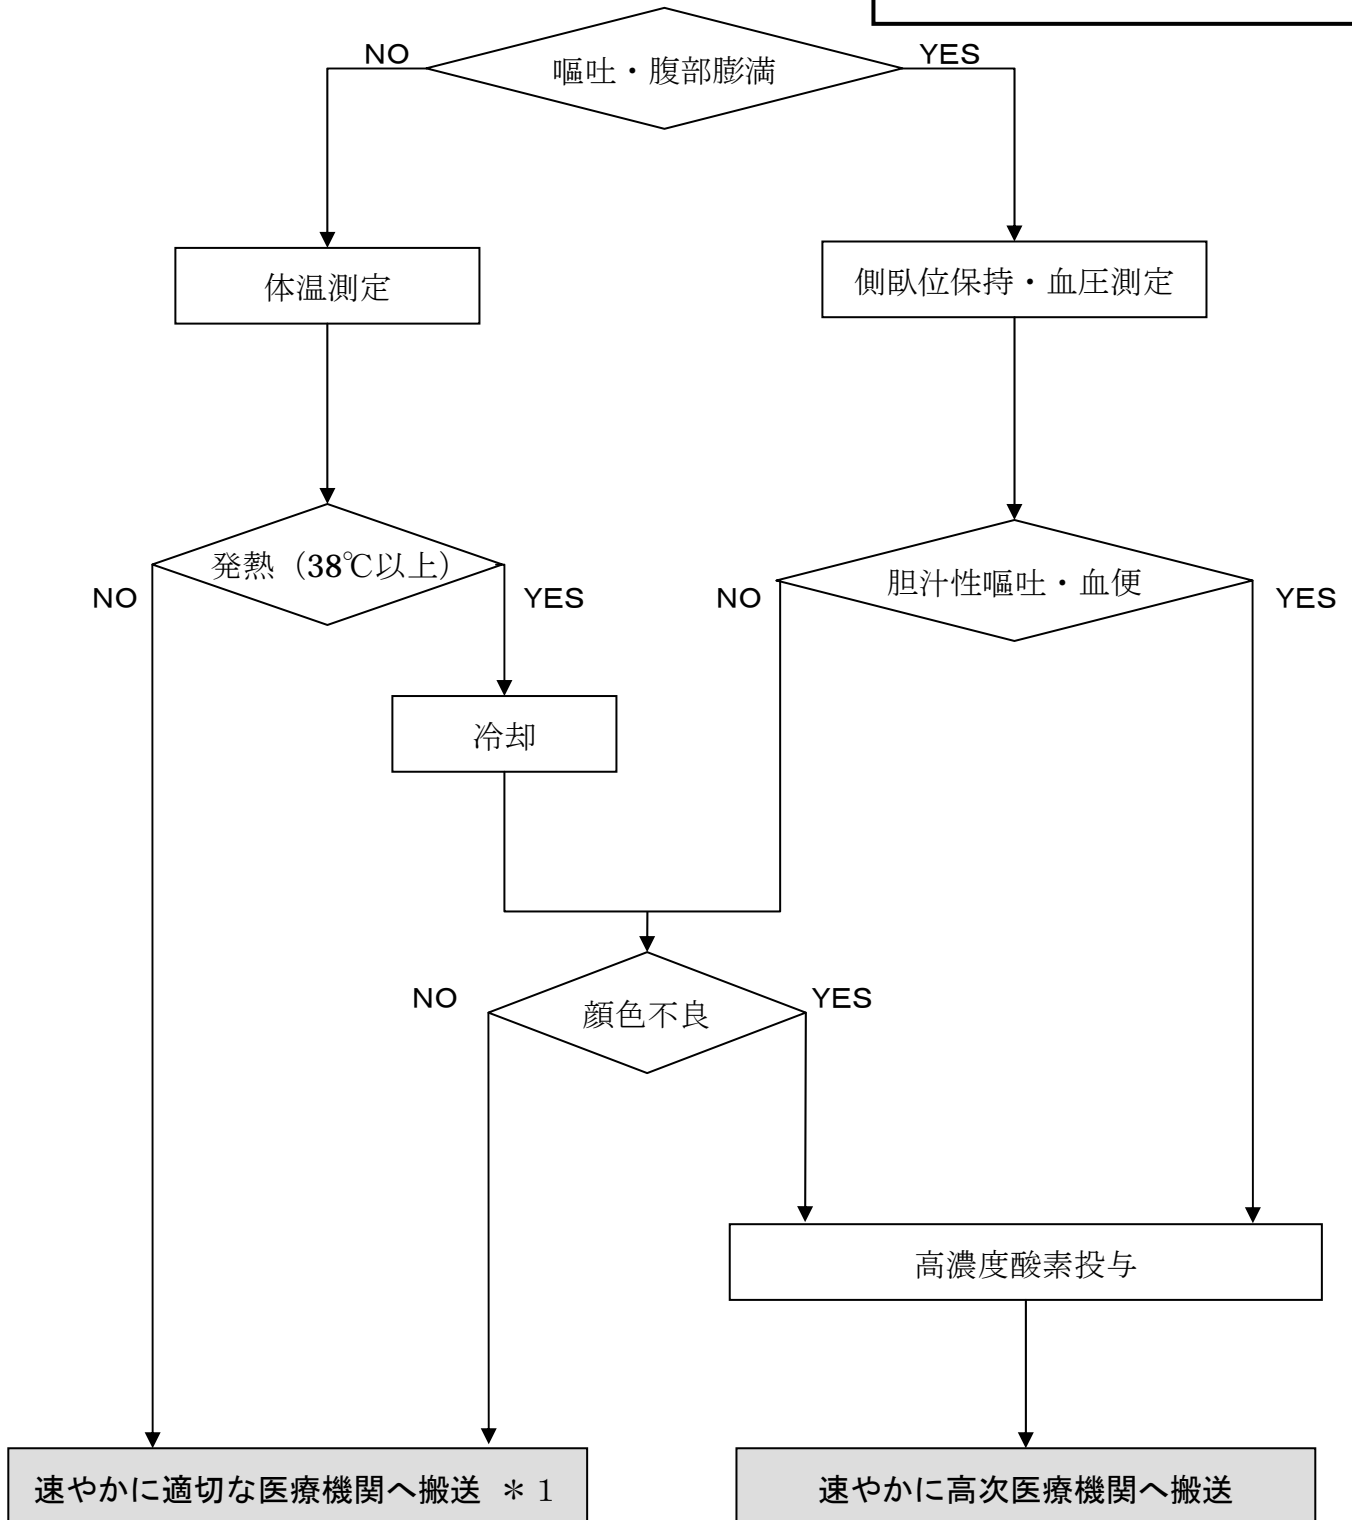 嘔吐・腹部膨満
NO
YES
体温測定
側臥位保持・血圧測定
発熱（38℃以上）
NO
YES
胆汁性嘔吐・血便
NO
YES
冷却
顔色不良
NO
YES
高濃度酸素投与
速やかに適切な医療機関へ搬送 ＊１
速やかに高次医療機関へ搬送